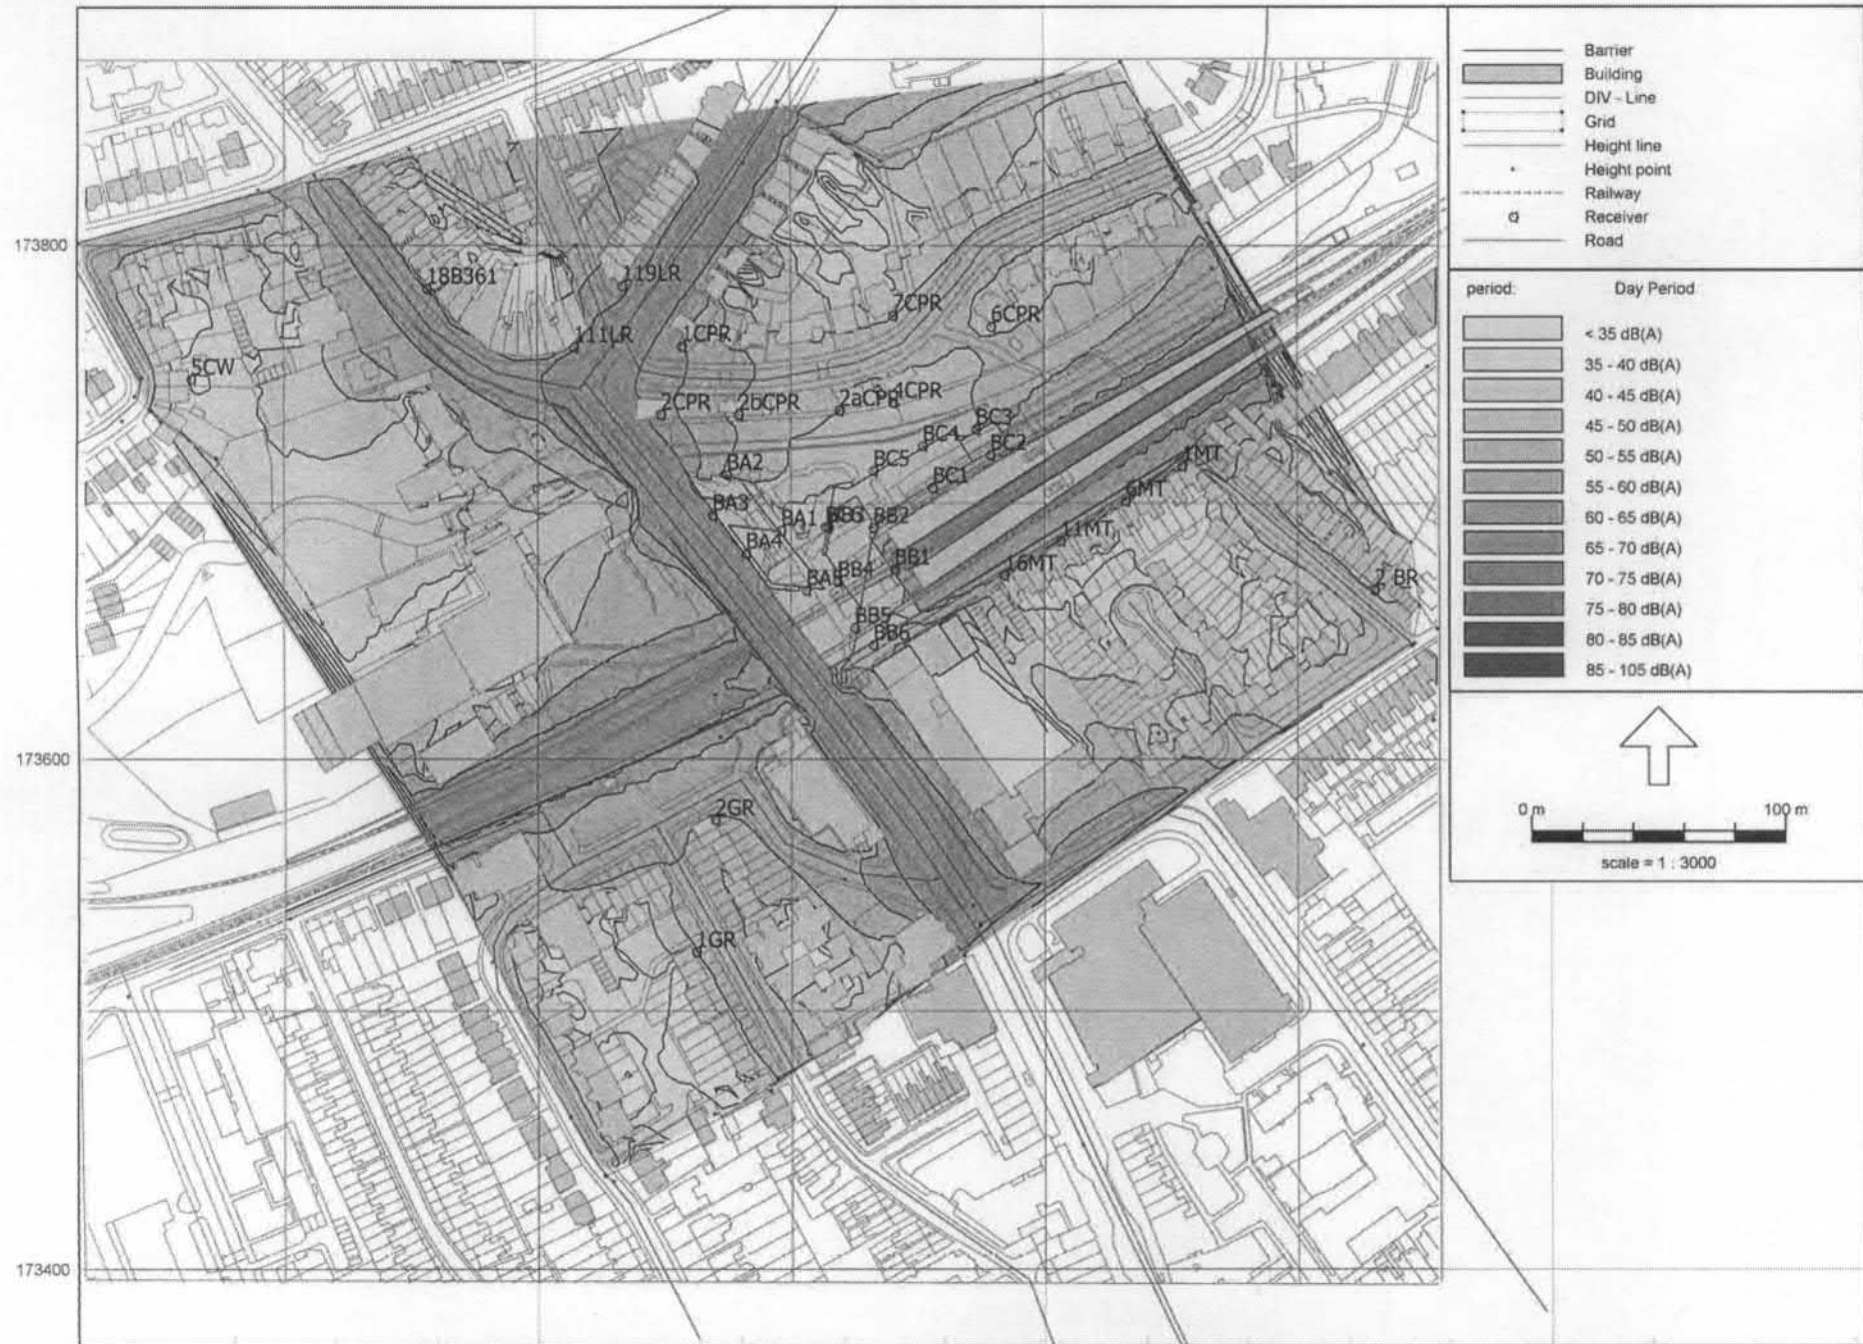 Barrier
Building
DIV - Line
Grid
Height line
Height point
Railway
Receiver
Road
period: Day Period
< 35 dB(A)
35 - 40 dB(A)
40 - 45 dB(A)
45 - 50 dB(A)
50 - 55 dB(A)
55 - 60 dB(A)
60 - 65 dB(A)
65 - 70 dB(A)
70 - 75 dB(A)
75 - 80 dB(A)
80 - 85 dB(A)
85 - 105 dB(A)
0 m 100 m
scale = 1 : 3000
173800
173600
173400
18B361
119LR
111LR
1CPR
7CPR
6CPR
5CW
2CPR
2bCPR
2aCPR
4CPR
BC3
BC4
BC2
BA2
BC5
BC1
1MT
6MT
BA3
BA1
BB2
BA4
11MT
BB4
BB1
16MT
2 BR
BB5
BB6
2GR
1GR